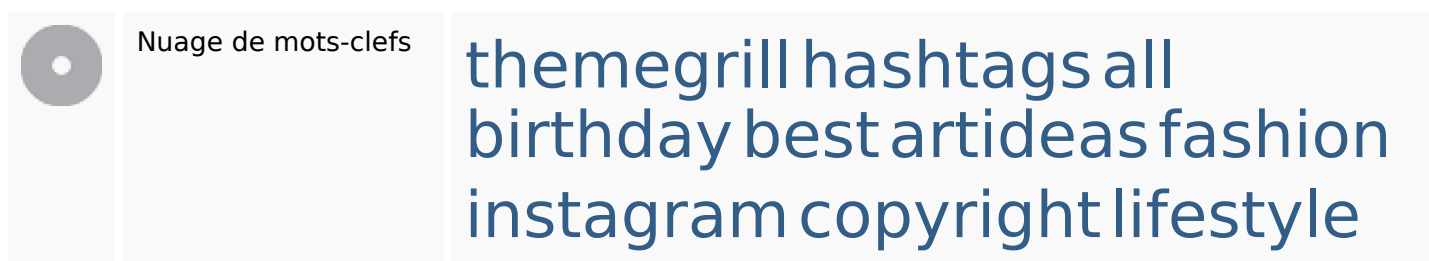 Nuage de mots-clefs
themegrill hashtags all
birthday best artideas fashion
instagram copyright lifestyle